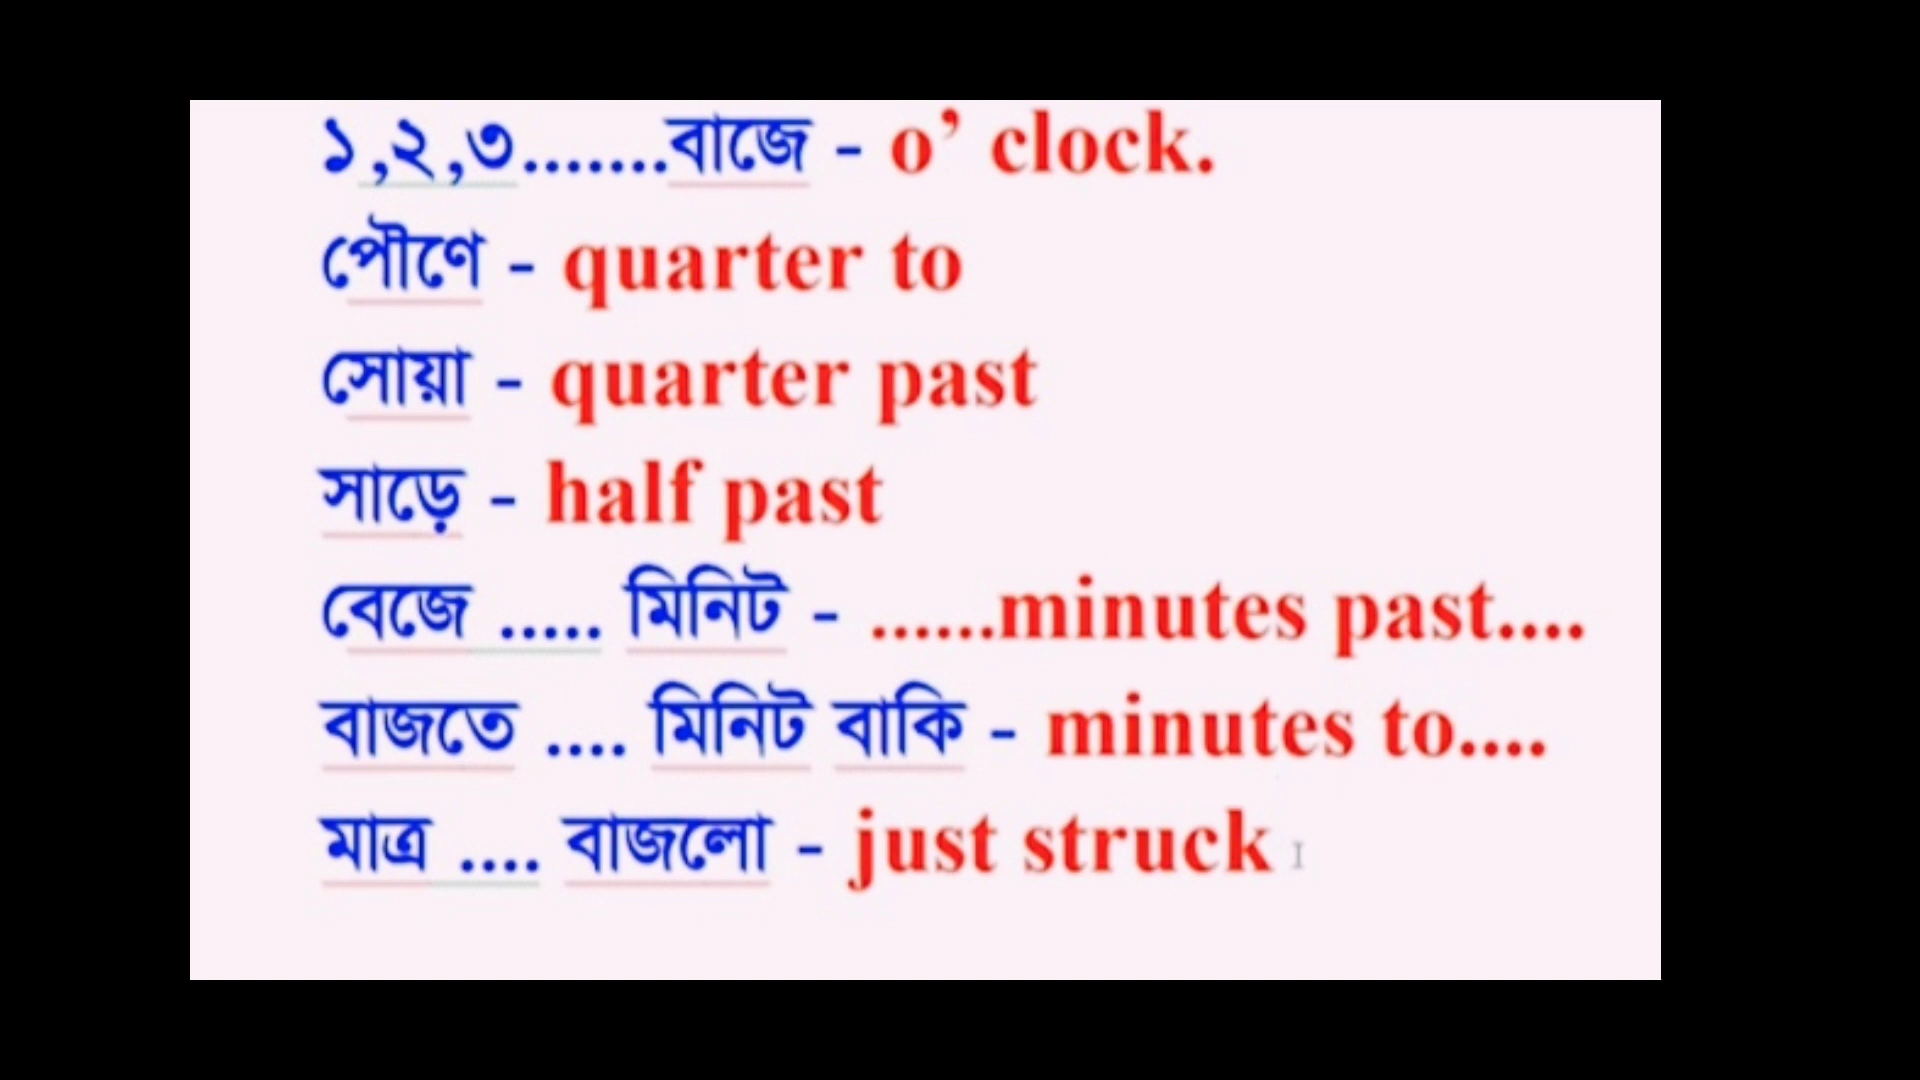 ১,২,৩.......বাজে - o’ clock.
পৌণে - quarter to
সোয়া - quarter past
সাড়ে - half past
বেজে ..... মিনিট - ......minutes past....
বাজতে .... মিনিট বাকি - minutes to....
মাত্র .... বাজলো - just struck